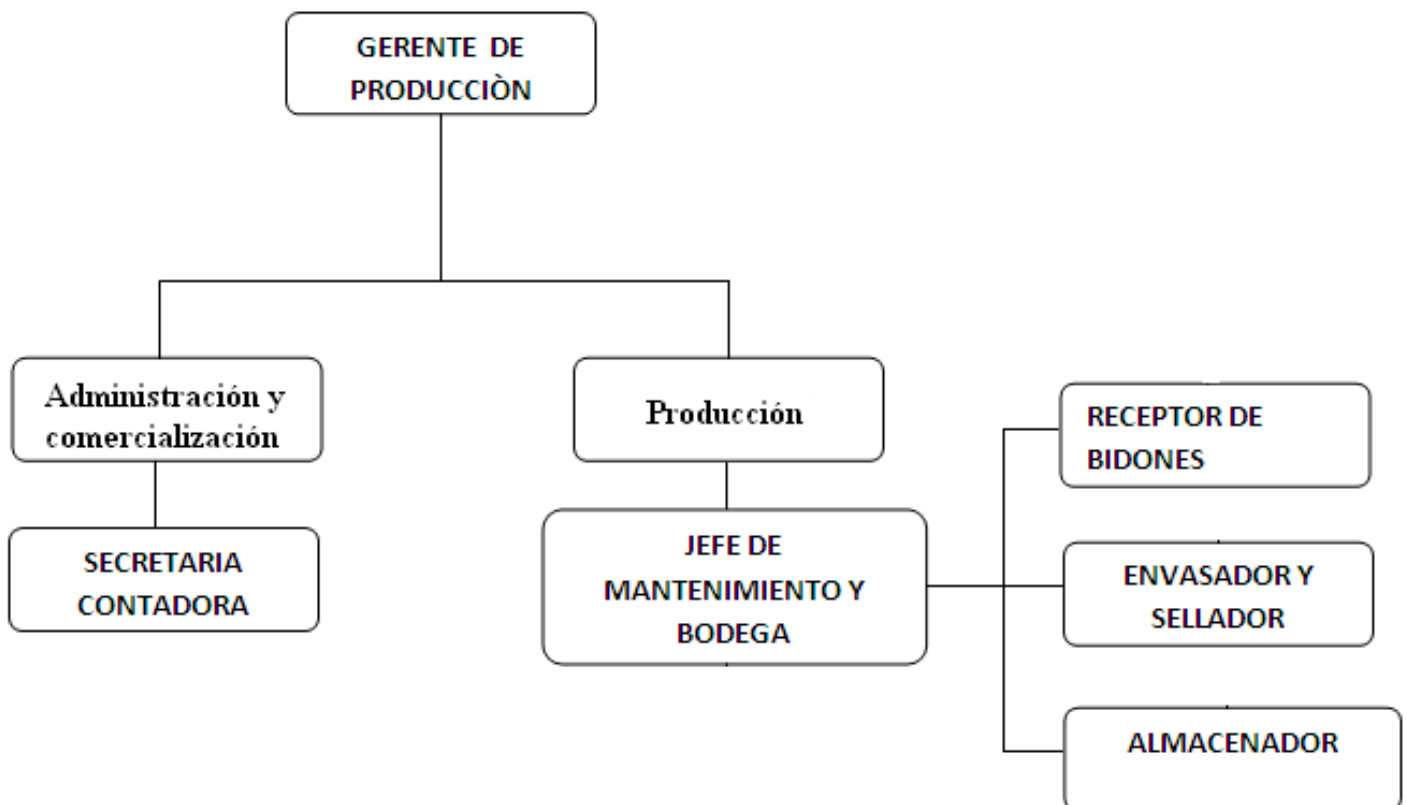 GERENTE DE
PRODUCCIÒN
Administración y
comercialización
Producción
SECRETARIA
CONTADORA
JEFE DE
MANTENIMIENTO Y
BODEGA
RECEPTOR DE
BIDONES
ENVASADOR Y
SELLADOR
ALMACENADOR